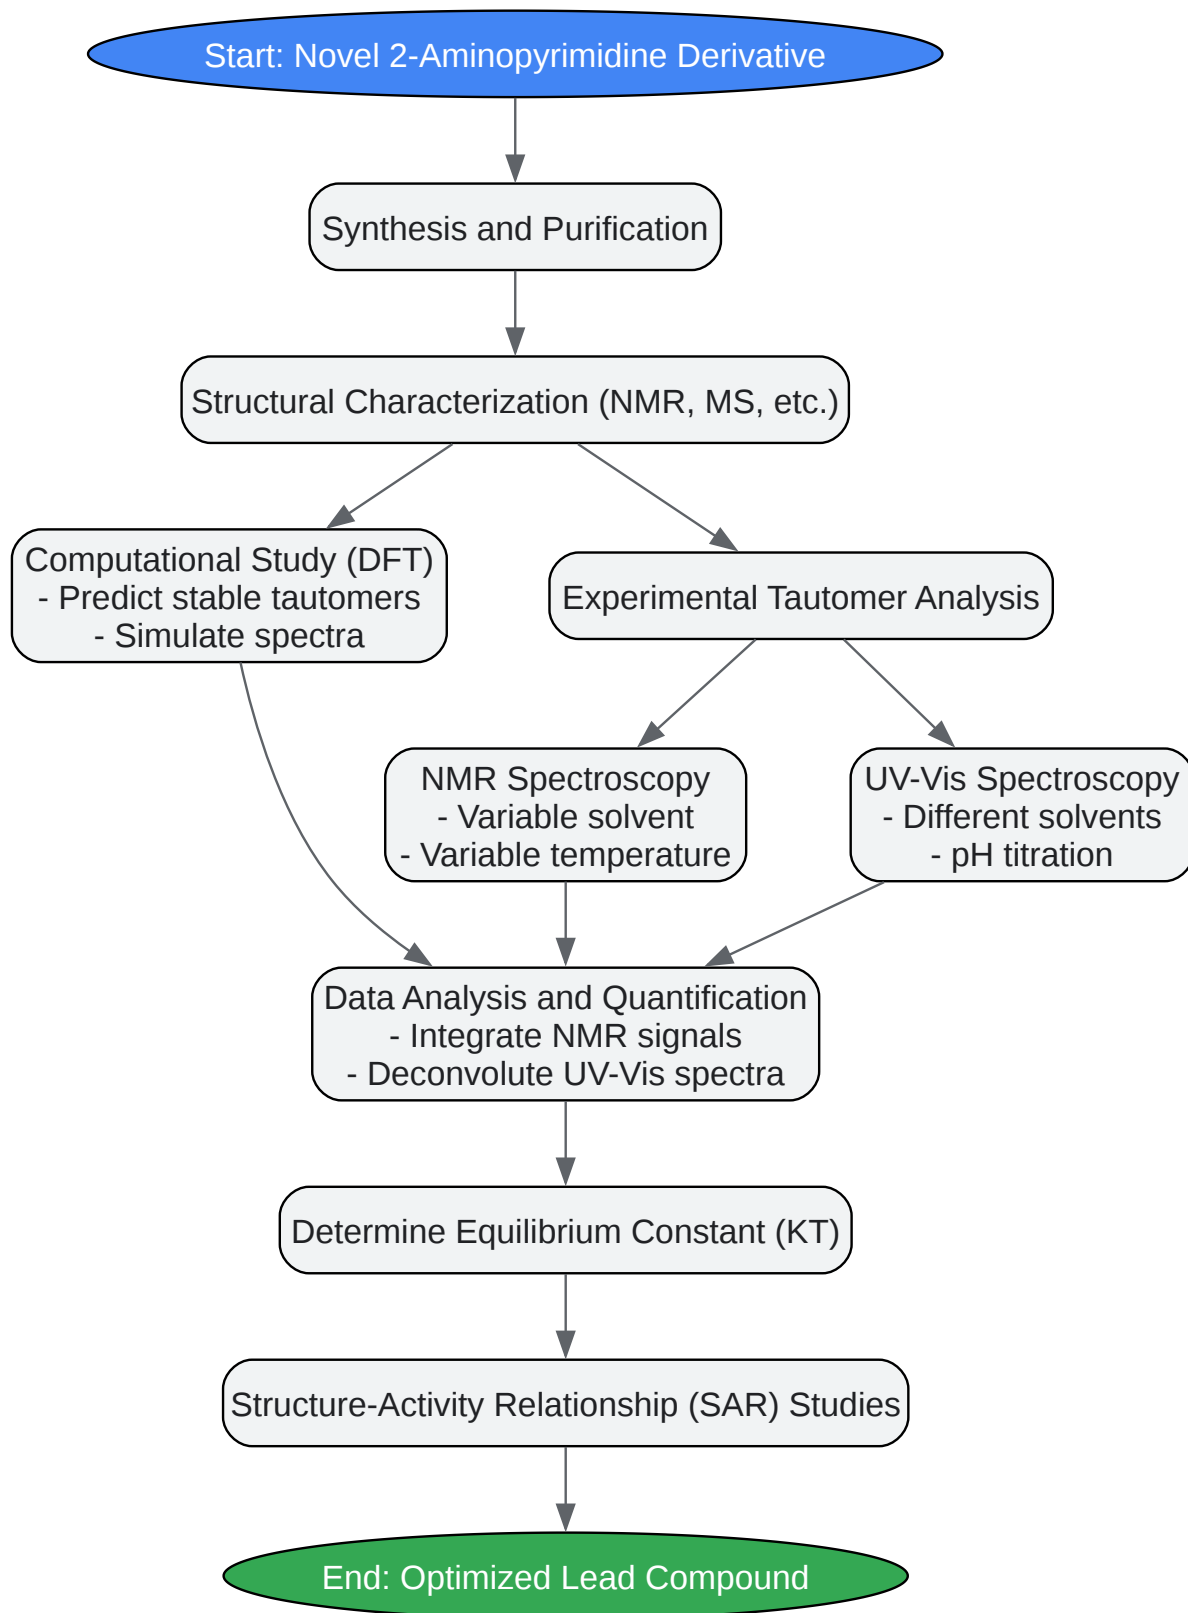 Start: Novel 2-Aminopyrimidine Derivative
Synthesis and Purification
Structural Characterization (NMR, MS, etc.)
Computational Study (DFT)
- Predict stable tautomers
- Simulate spectra
Experimental Tautomer Analysis
NMR Spectroscopy
- Variable solvent
- Variable temperature
UV-Vis Spectroscopy
- Different solvents
- pH titration
Data Analysis and Quantification
- Integrate NMR signals
- Deconvolute UV-Vis spectra
Determine Equilibrium Constant (KT)
Structure-Activity Relationship (SAR) Studies
End: Optimized Lead Compound